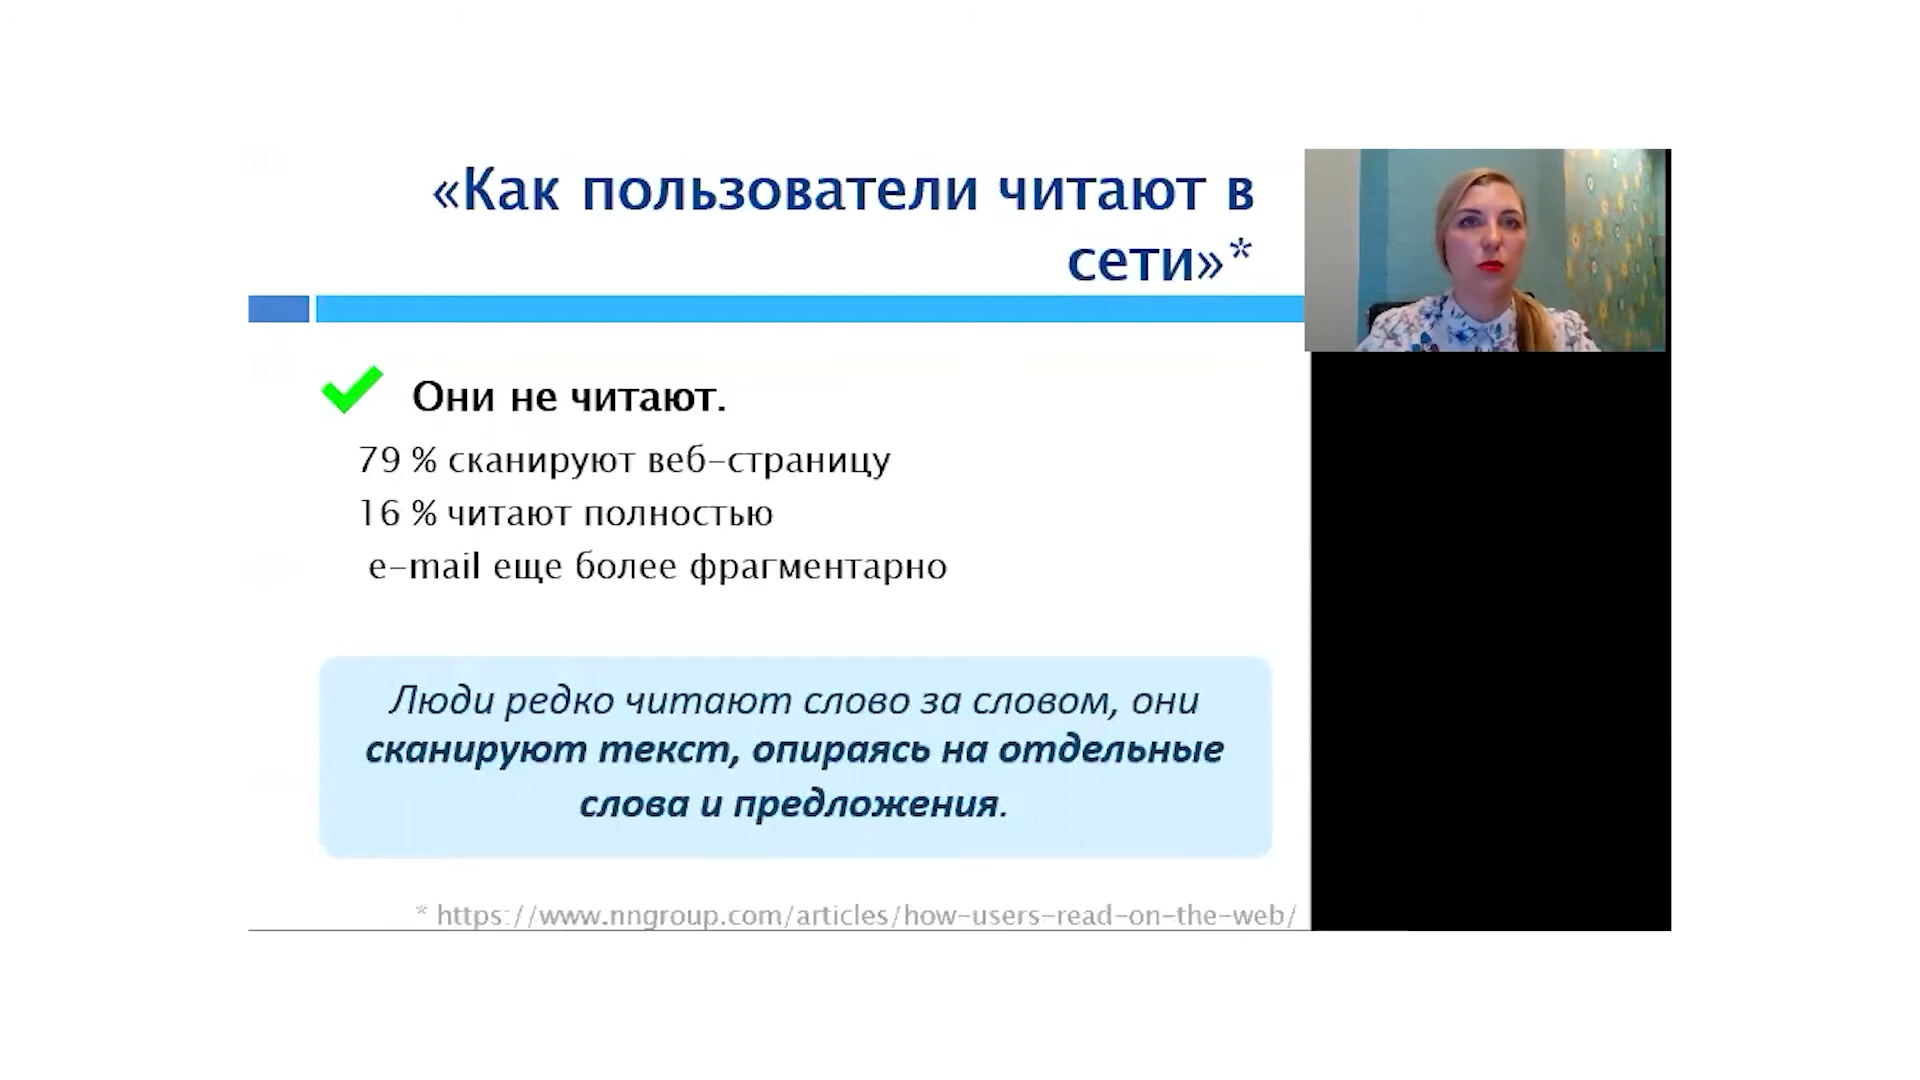 «Как пользователи читают в
сети»*
Они не читают.
79 % сканируют веб-страницу
16 % читают полностью
e-mail еще более фрагментарно
Люди редко читают слово за словом, они
сканируют текст, опираясь на отдельные
слова и предложения.
* https://www.nngroup.com/articles/how-users-read-on-the-web/